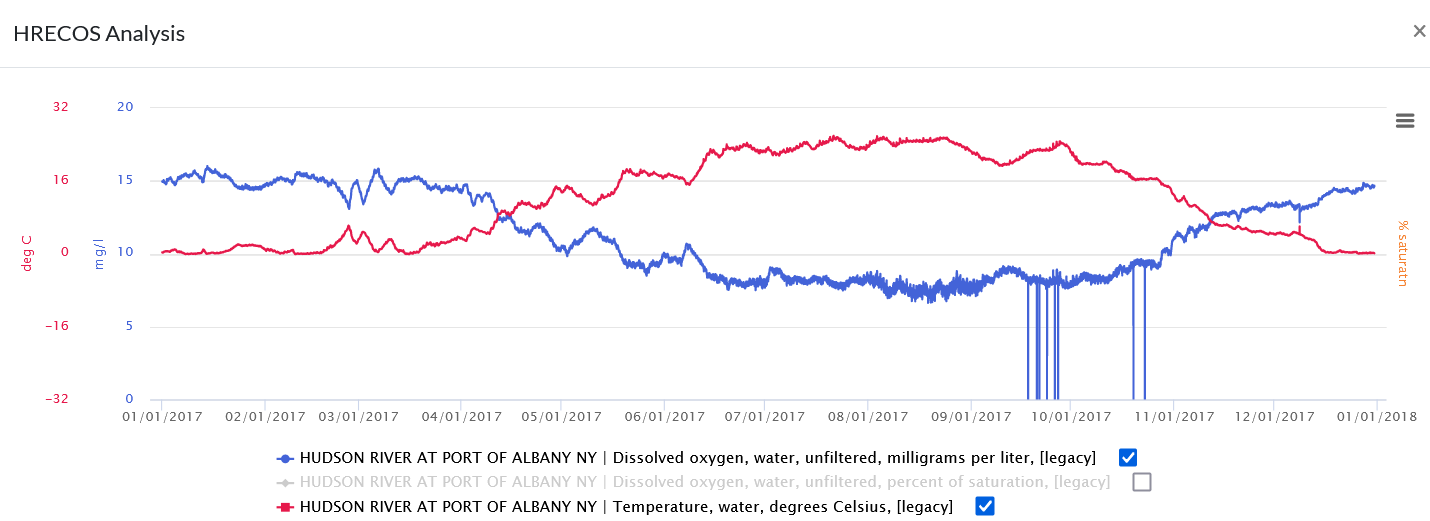 HRECOS Analysis
×
32 20
16 15
0 10
-16 5
-32 0
deg C
mg/l
% saturatn
01/01/2017 02/01/2017 03/01/2017 04/01/2017 05/01/2017 06/01/2017 07/01/2017 08/01/2017 09/01/2017 10/01/2017 11/01/2017 12/01/2017 01/01/2018
HUDSON RIVER AT PORT OF ALBANY NY | Dissolved oxygen, water, unfiltered, milligrams per liter, [legacy]
HUDSON RIVER AT PORT OF ALBANY NY | Dissolved oxygen, water, unfiltered, percent of saturation, [legacy]
HUDSON RIVER AT PORT OF ALBANY NY | Temperature, water, degrees Celsius, [legacy]